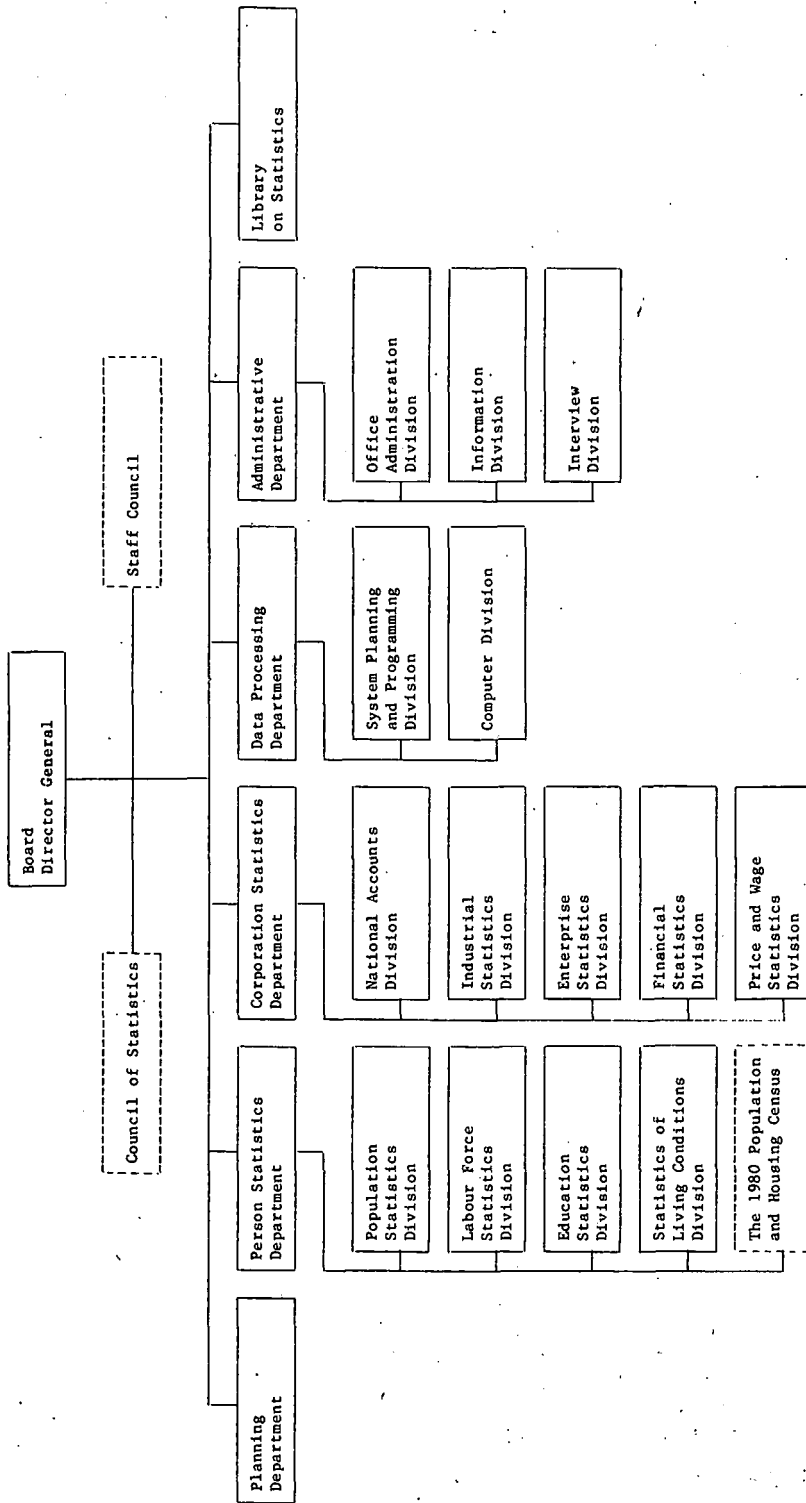 Board
Director General
Council of Statistics
Staff Council
Planning
Department
Person Statistics
Department
Corporation Statistics
Department
Data Processing
Department
Administrative
Department
Library
on Statistics
Population
Statistics
Division
Labour Force
Statistics
Division
Education
Statistics
Division
Statistics of
Living Conditions
Division
The 1980 Population
and Housing Census
National Accounts
Division
Industrial
Statistics
Division
Enterprise
Statistics
Division
Financial
Statistics
Division
Price and Wage
Statistics
Division
System Planning
and Programming
Division
Computer Division
Office
Administration
Division
Information
Division
Interview
Division